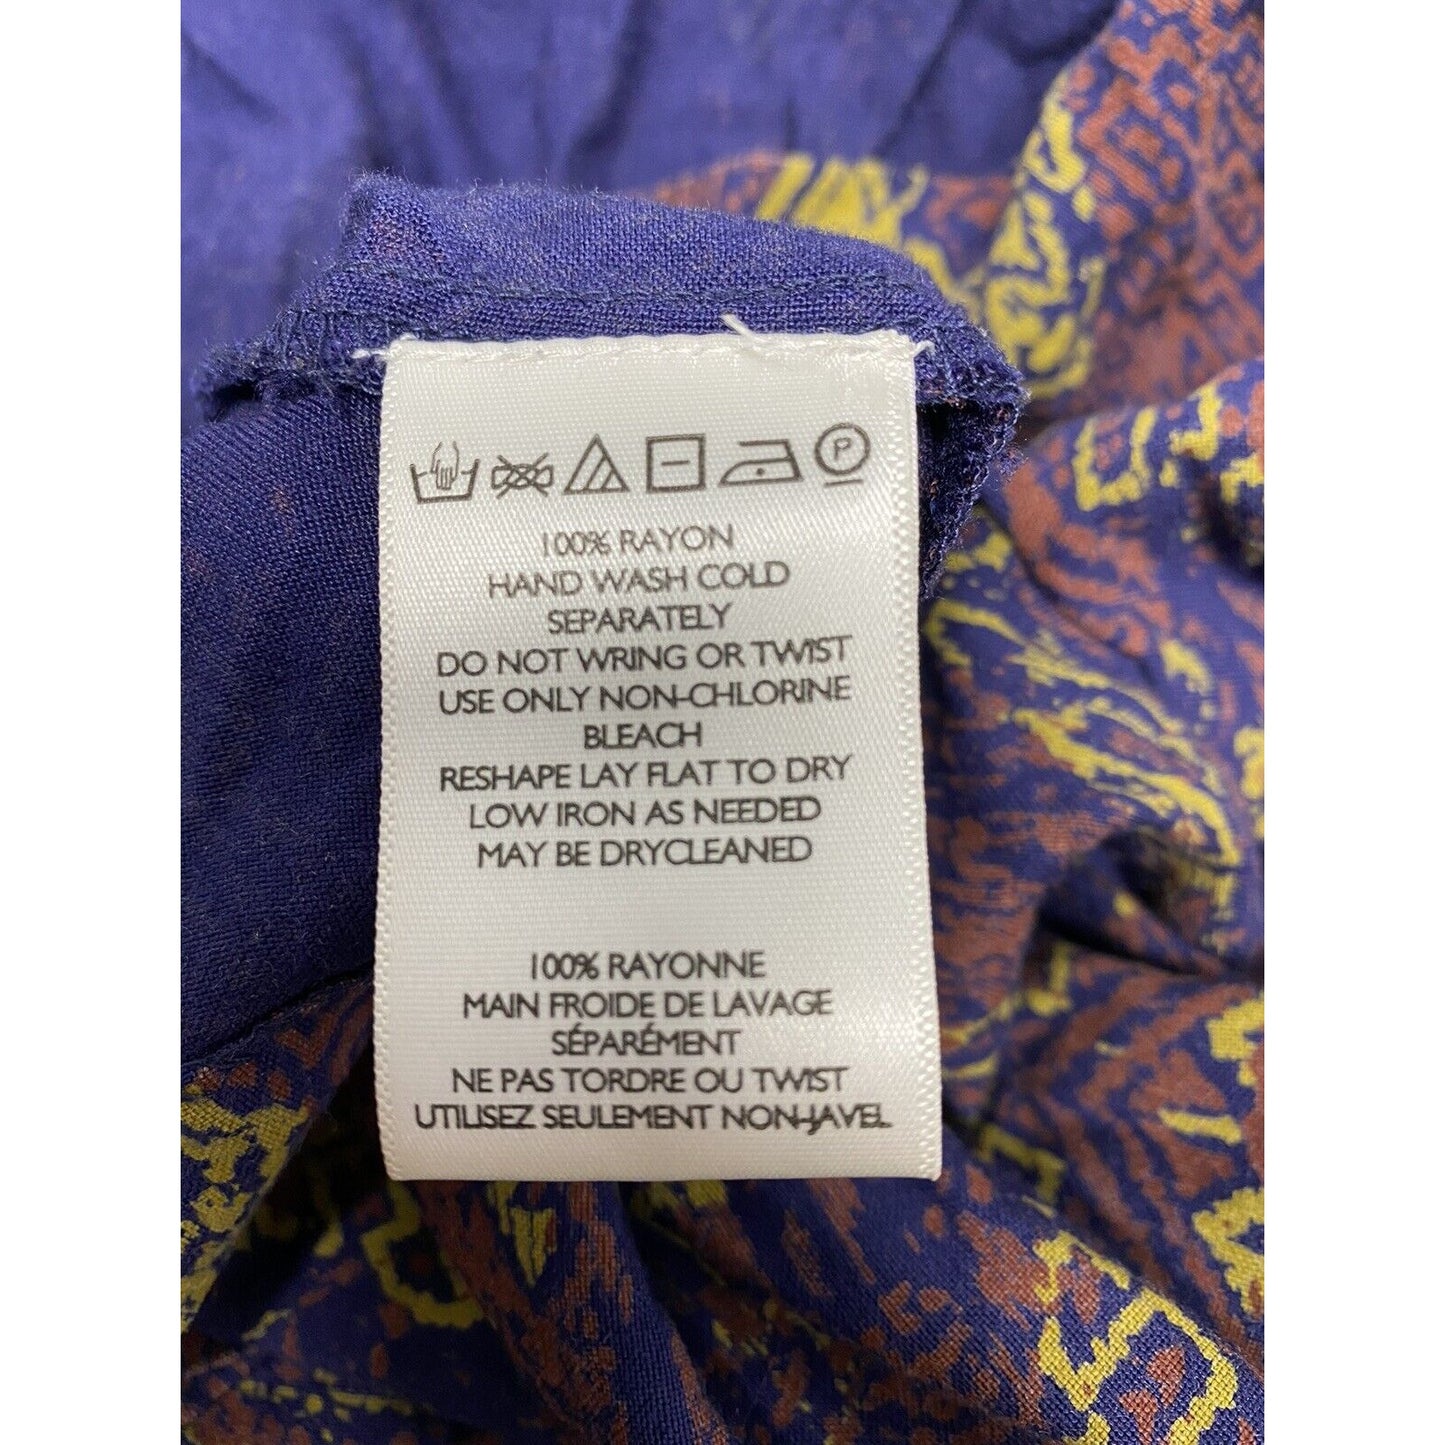 P
100% RAYON
HAND WASH COLD
SEPARATELY
DO NOT WRING OR TWIST
USE ONLY NON-CHLORINE
BLEACH
RESHAPE LAY FLAT TO DRY
LOW IRON AS NEEDED
MAY BE DRYCLEANED
100% RAYONNE
MAIN FROIDE DE LAVAGE
SÉPARÉMENT
NE PAS TORDRE OU TWIST
UTILISEZ SEULEMENT NON-JAVEL